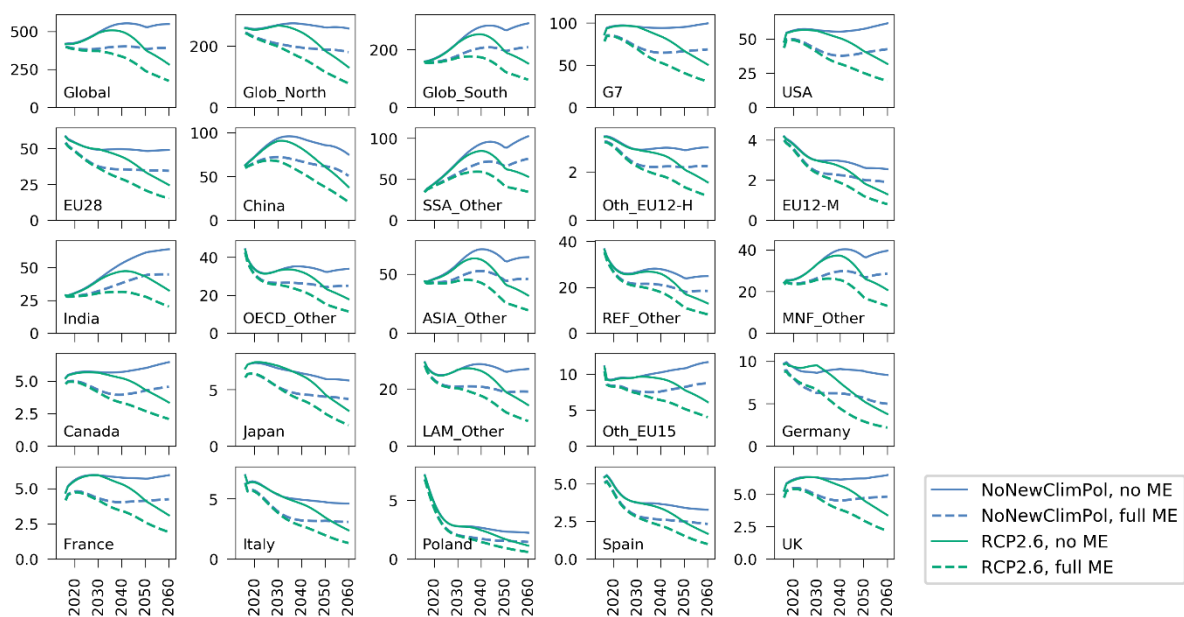 500
250
0
Global
200
0
Glob_North
200
0
Glob_South
100
50
0
G7
50
25
0
USA
50
25
0
EU28
100
50
0
China
100
50
0
SSA_Other
2
0
Oth_EU12-H
4
2
0
EU12-M
50
25
0
India
40
20
0
OECD_Other
50
0
ASIA_Other
40
20
0
REF_Other
40
20
0
MNF_Other
5.0
2.5
0.0
Canada
5
0
Japan
20
0
LAM_Other
10
5
0
Oth_EU15
10
5
0
Germany
5.0
2.5
0.0
France
5
0
Italy
5
0
Poland
5.0
2.5
0.0
Spain
5.0
2.5
0.0
UK
2020 2030 2040 2050 2060
2020 2030 2040 2050 2060
2020 2030 2040 2050 2060
2020 2030 2040 2050 2060
2020 2030 2040 2050 2060
NoNewClimPol, no ME
NoNewClimPol, full ME
RCP2.6, no ME
RCP2.6, full ME